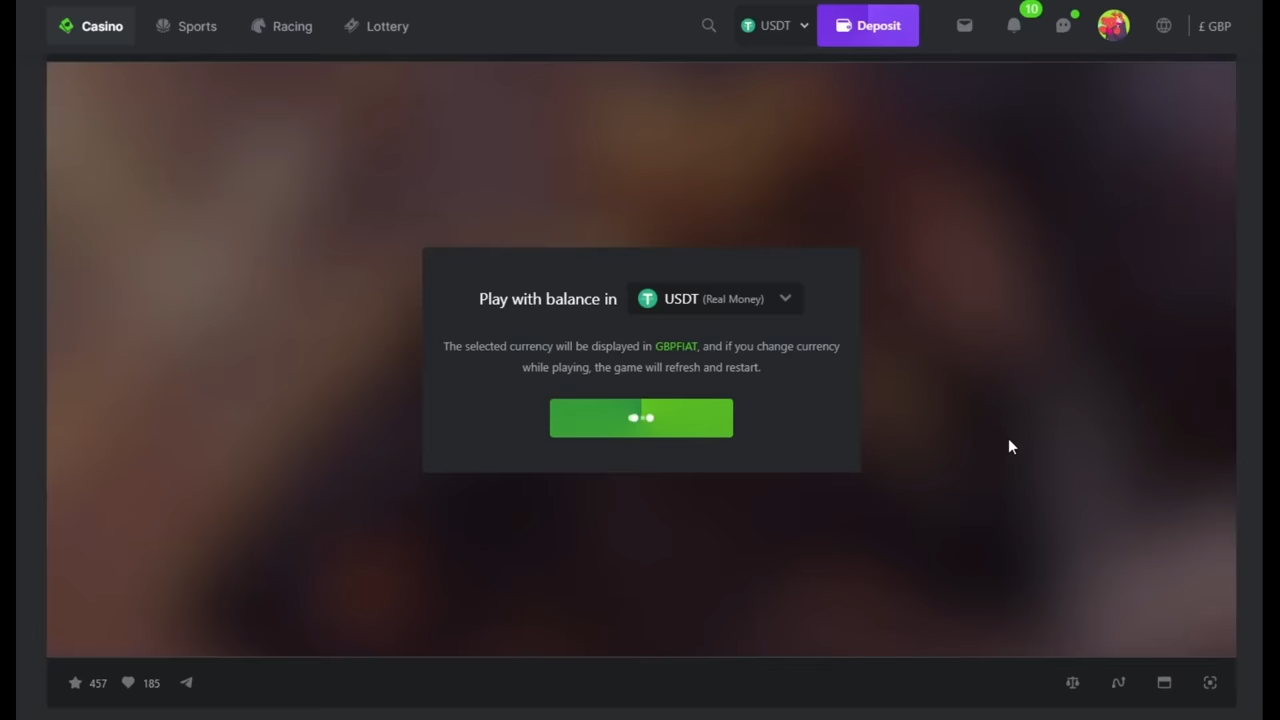 Casino Sports Racing Lottery USDT Deposit 10 £ GBP
Play with balance in USDT (Real Money)
The selected currency will be displayed in GBPFIAT, and if you change currency
while playing, the game will refresh and restart.
457 185